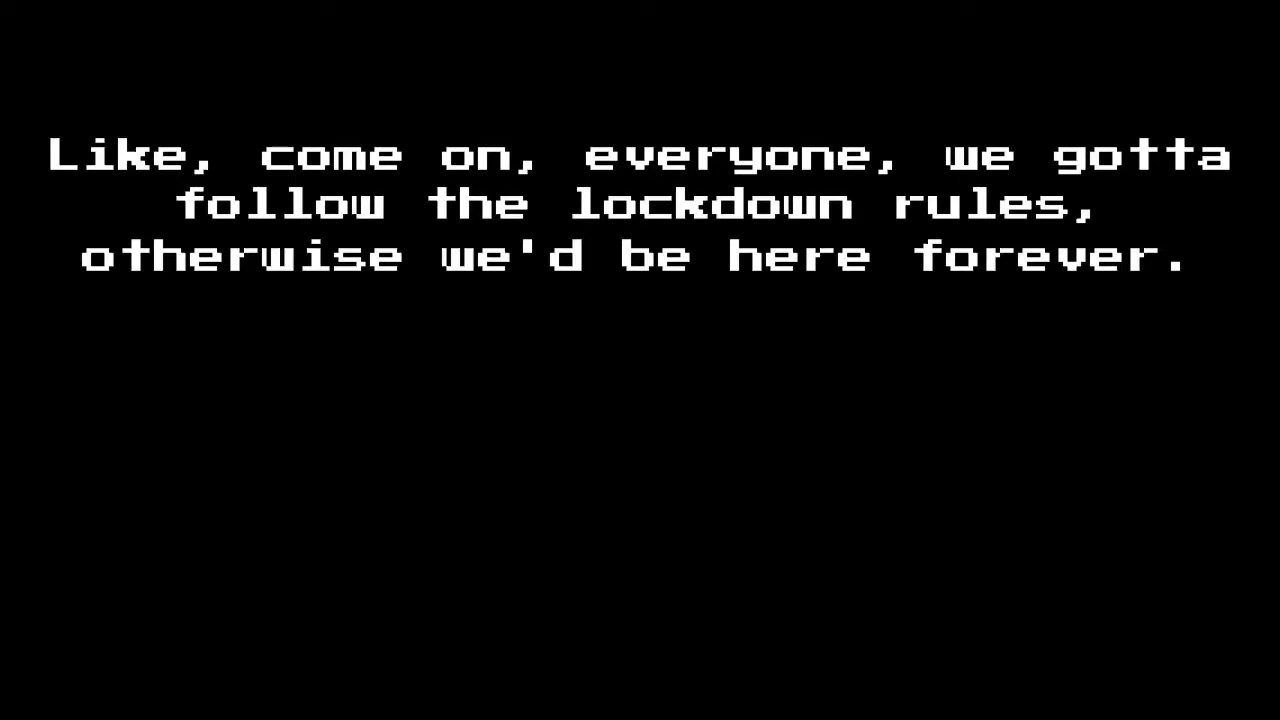 Like, come on, everyone, we gotta
follow the lockdown rules,
otherwise we'd be here forever.